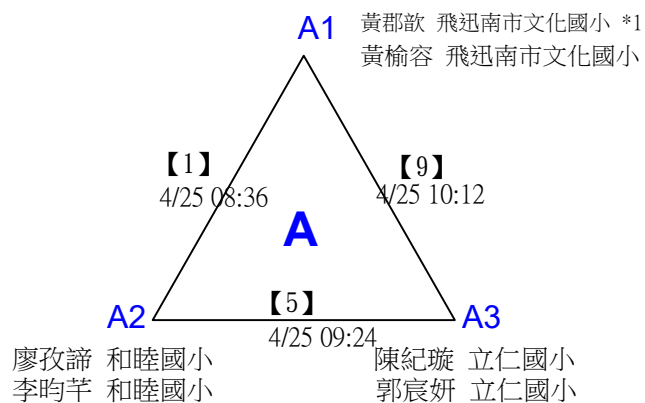 A1 黃郡歆 飛迅南市文化國小 *1
黃榆容 飛迅南市文化國小
【1】
4/25 08:36
【9】
4/25 10:12
A
【5】
4/25 09:24
A2
A3
廖孜諦 和睦國小
李昀芊 和睦國小
陳紀璇 立仁國小
郭宸妍 立仁國小